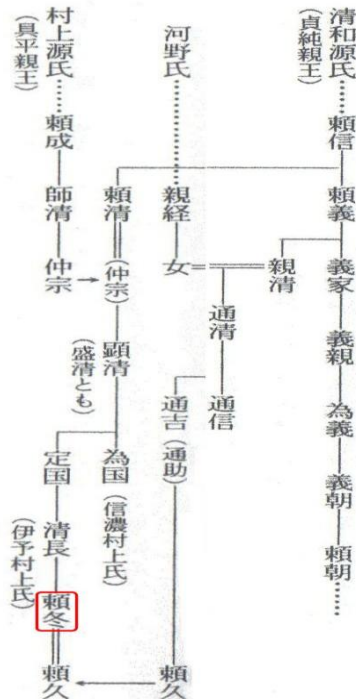 清和源氏
(貞純親王)
頼信
頼義
義家
義親
為義
義朝
頼朝
親清
河野氏
親経
女
通清
通信
通吉(通助)
頼久
頼清
(仲宗)
顕清
(盛清とも)
為国
(信濃村上氏)
定国
清長
(伊予村上氏)
頼冬
頼久
村上源氏
(具平親王)
頼成
師清
仲宗